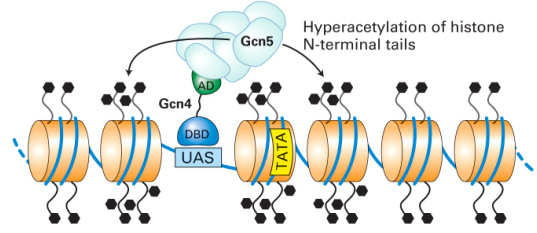 Gcn5
Hyperacetylation of histone
N-terminal tails
AD
Gcn4
DBD
UAS
TATA